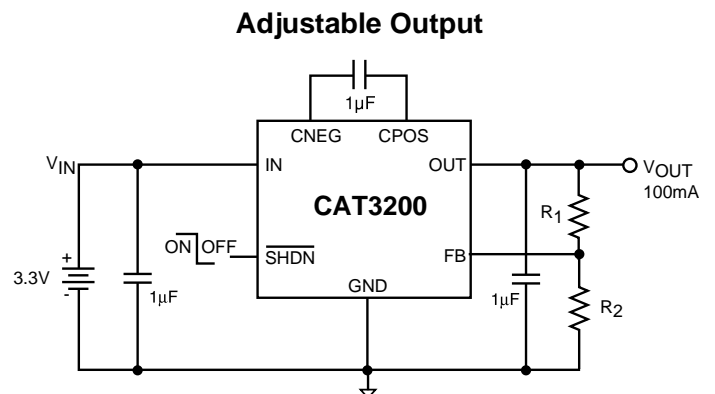 Adjustable Output
1µF
CNEG CPOS
VIN IN OUT VOUT
100mA
CAT3200
R1
ON OFF SHDN FB
3.3V + -
1µF GND 1µF R2